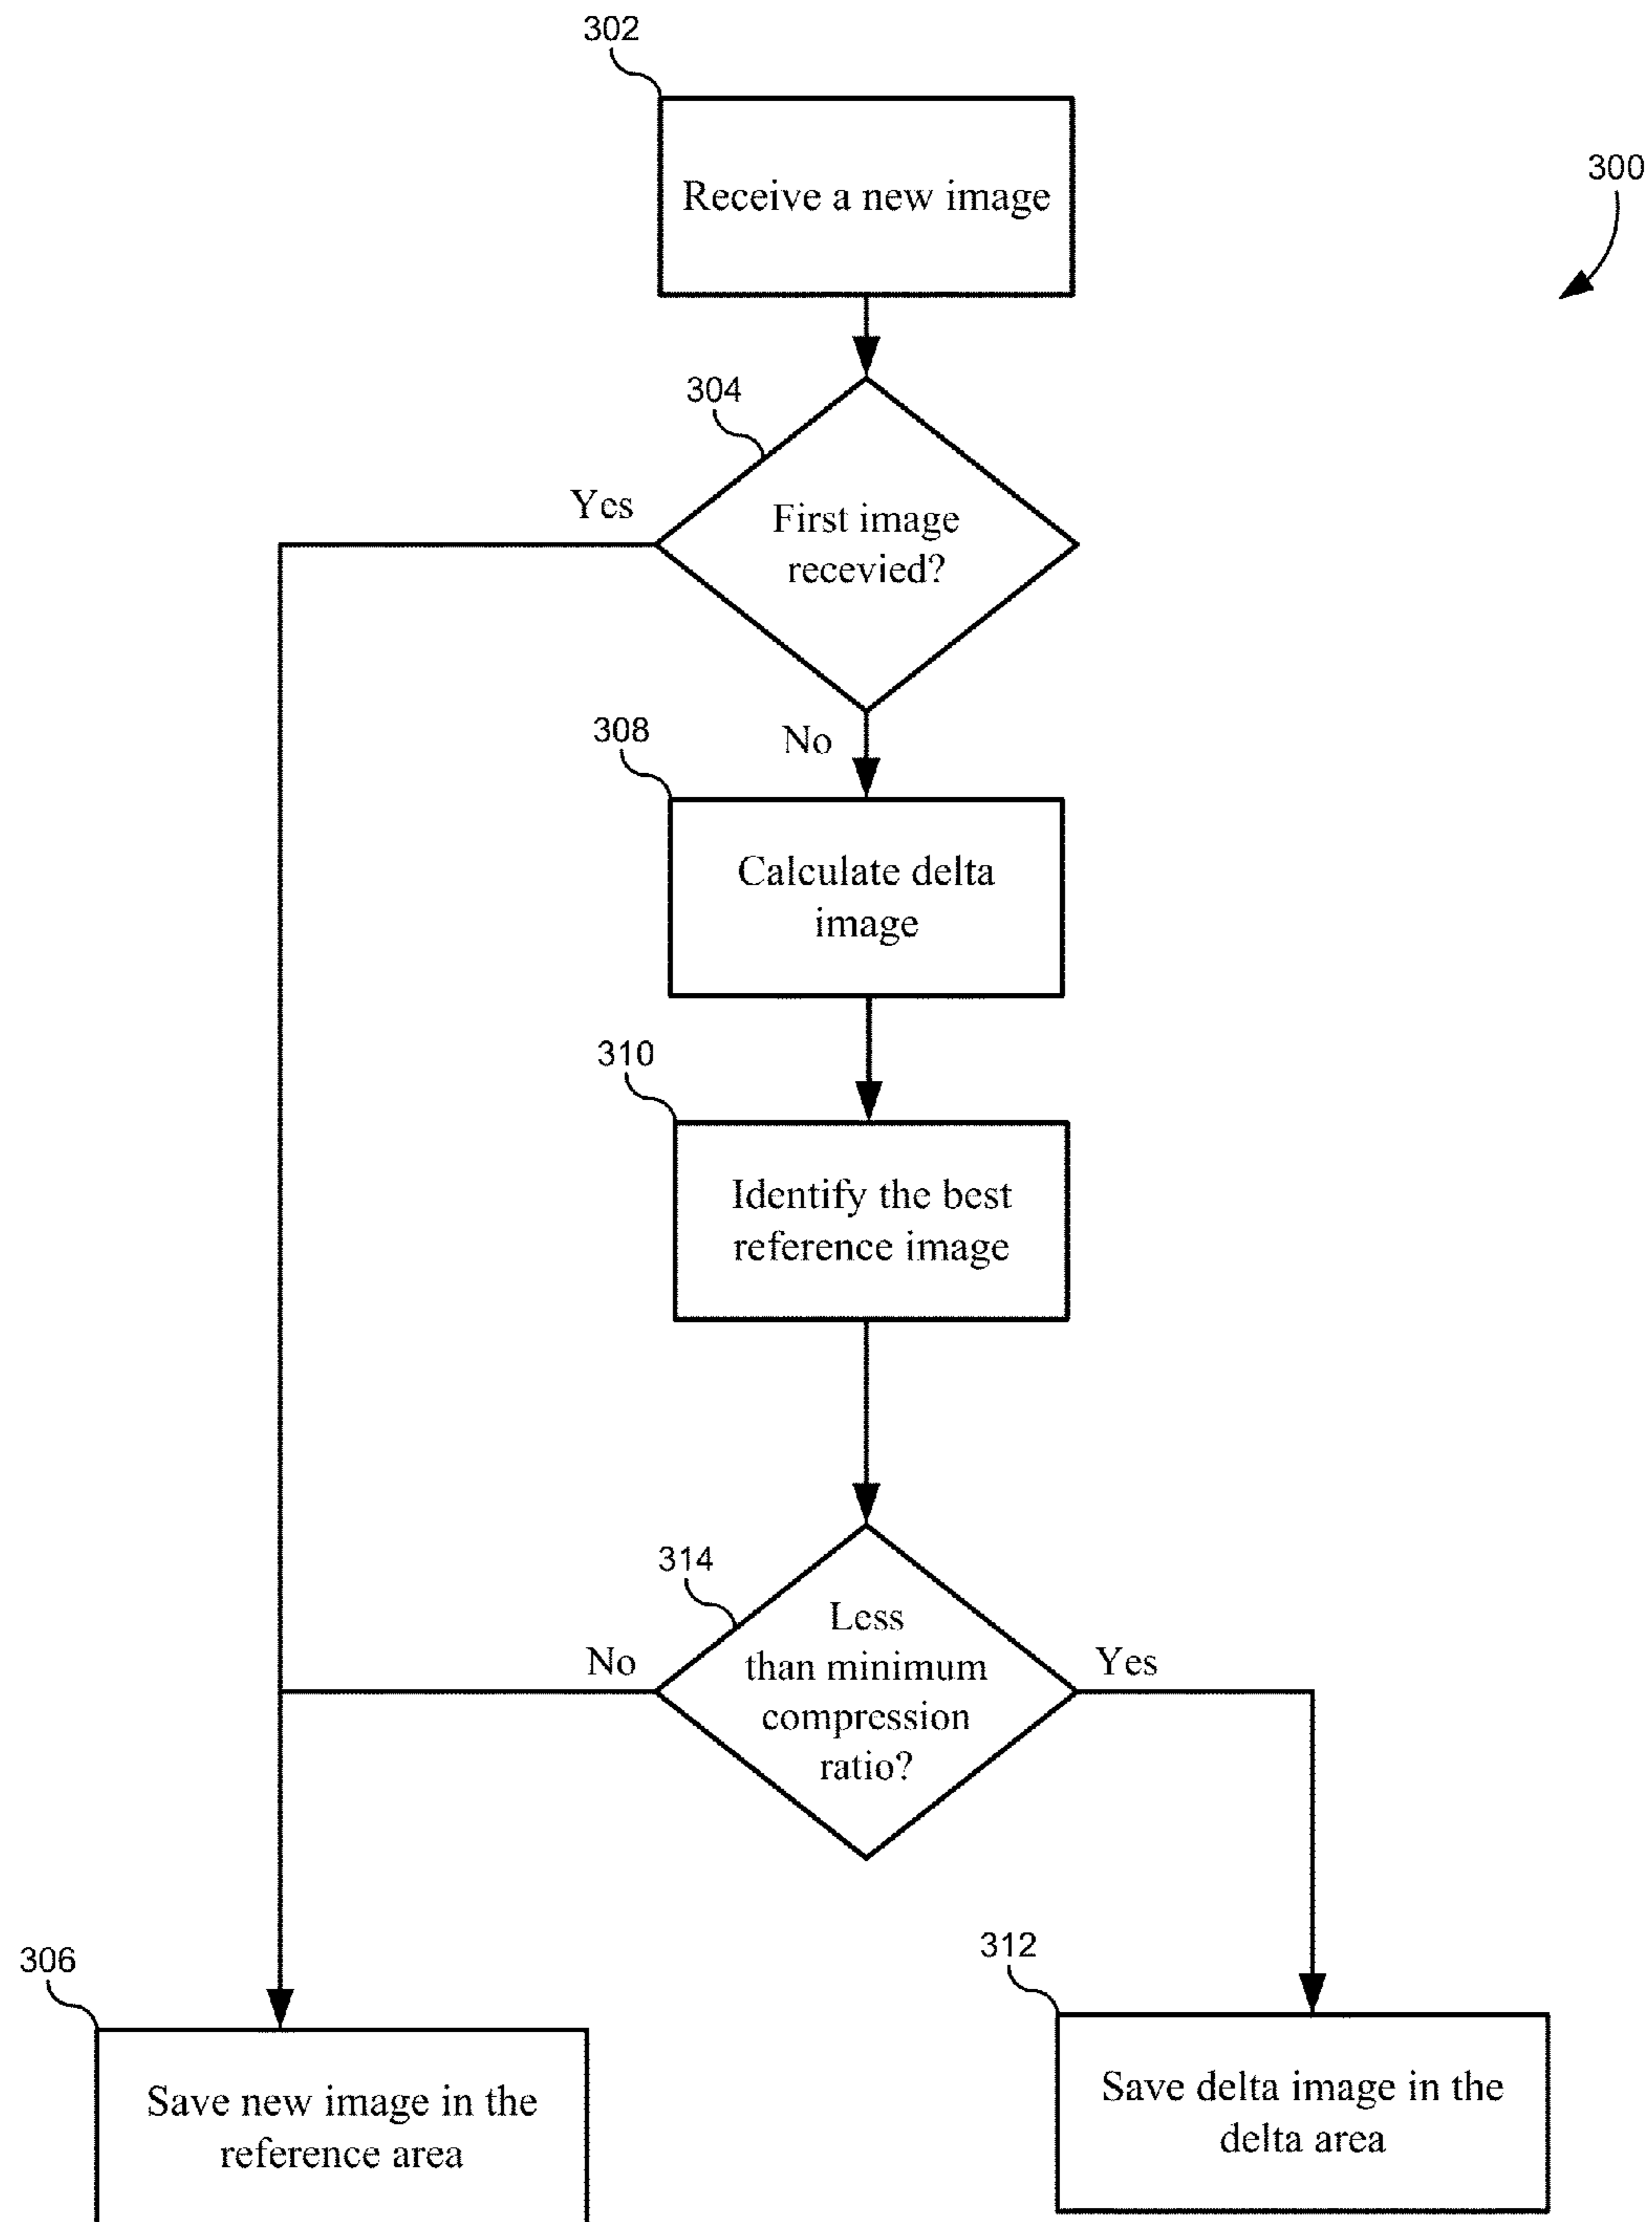 302
Receive a new image
300
304
Yes
First image
recevied?
No
308
Calculate delta
image
310
Identify the best
reference image
314
Less
than minimum
compression
ratio?
No
Yes
306
Save new image in the
reference area
312
Save delta image in the
delta area